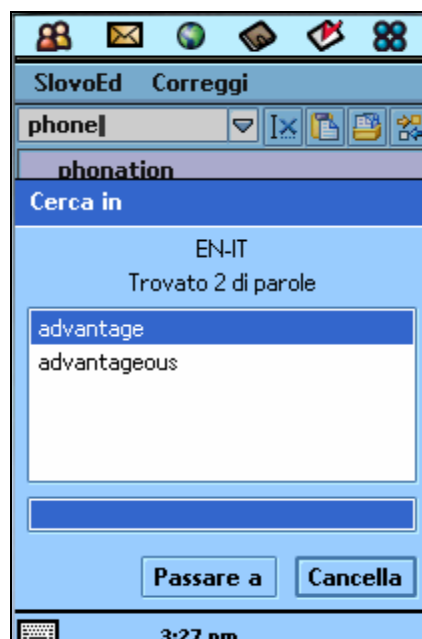 SlovoEd Correggi
phone
phonation
Cerca in
EN-IT
Trovato 2 di parole
advantage
advantageous
Passare a Cancella
3:27 pm